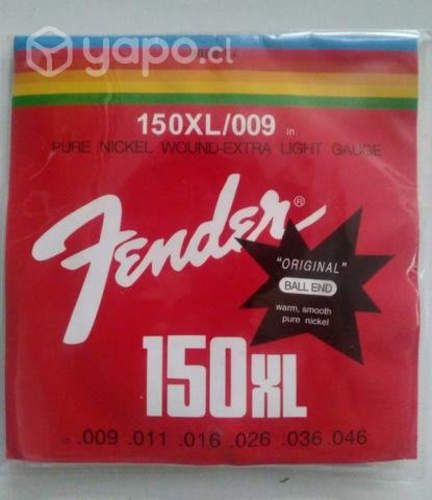 yapo.cl
150XL/009 in
PURE NICKEL WOUND-EXTRA LIGHT GAUGE
Fender®
"ORIGINAL"
BALL END
warm, smooth
pure nickel
150XL
.009 .011 .016 .026 .036 .046